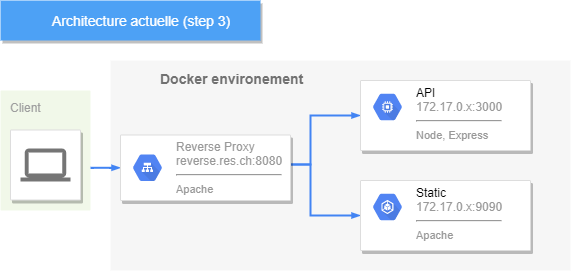 Architecture actuelle (step 3)
Docker environement
Client
Reverse Proxy
reverse.res.ch:8080
Apache
API
172.17.0.x:3000
Node, Express
Static
172.17.0.x:9090
Apache